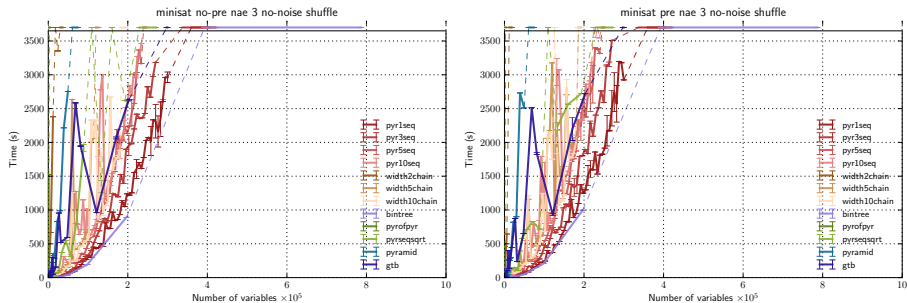 minisat no-pre nae 3 no-noise shuffle
3500
3000
2500
2000
1500
1000
500
0
Time (s)
pyr1seq
pyr3seq
pyr5seq
pyr10seq
width2chain
width5chain
width10chain
bintree
pyrofpyr
pyrseqsqrt
pyramid
gtb
0 2 4 6 8 10
Number of variables ×10⁵
minisat pre nae 3 no-noise shuffle
3500
3000
2500
2000
1500
1000
500
0
Time (s)
pyr1seq
pyr3seq
pyr5seq
pyr10seq
width2chain
width5chain
width10chain
bintree
pyrofpyr
pyrseqsqrt
pyramid
gtb
0 2 4 6 8 10
Number of variables ×10⁵